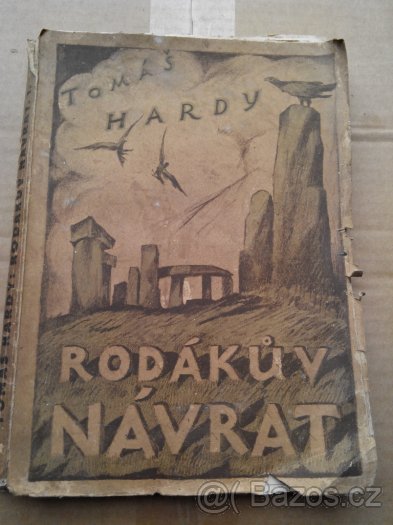 TOMÁŠ
HARDY
RODÁKŮV
NÁVRAT
TOMÁŠ HARDY: RODÁKŮV NÁVRAT
@Bazos.cz